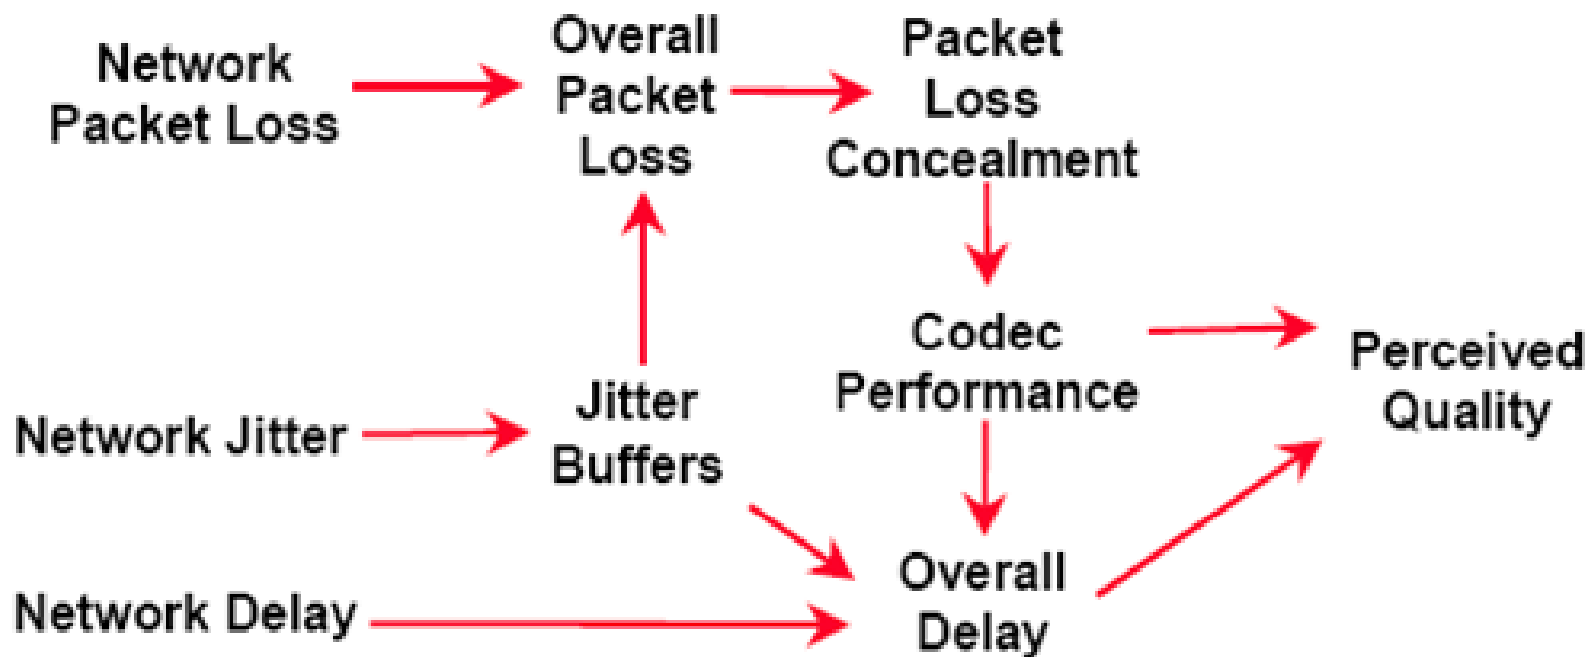 Network
Packet Loss
Overall
Packet
Loss
Packet
Loss
Concealment
Network Jitter
Jitter
Buffers
Codec
Performance
Perceived
Quality
Network Delay
Overall
Delay